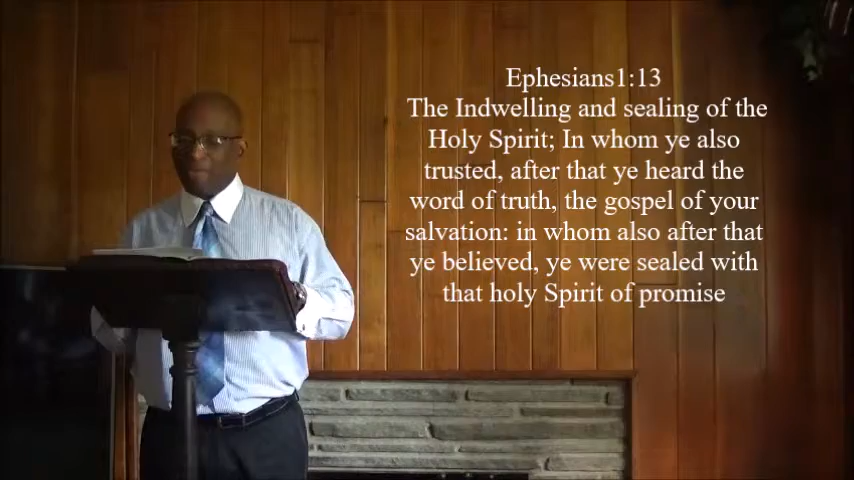 Ephesians1:13
The Indwelling and sealing of the
Holy Spirit; In whom ye also
trusted, after that ye heard the
word of truth, the gospel of your
salvation: in whom also after that
ye believed, ye were sealed with
that holy Spirit of promise